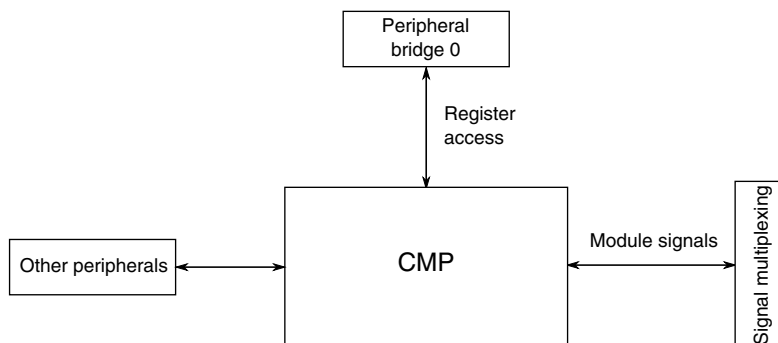 Peripheral
bridge 0
Register
access
CMP
Other peripherals
Module signals
Signal multiplexing